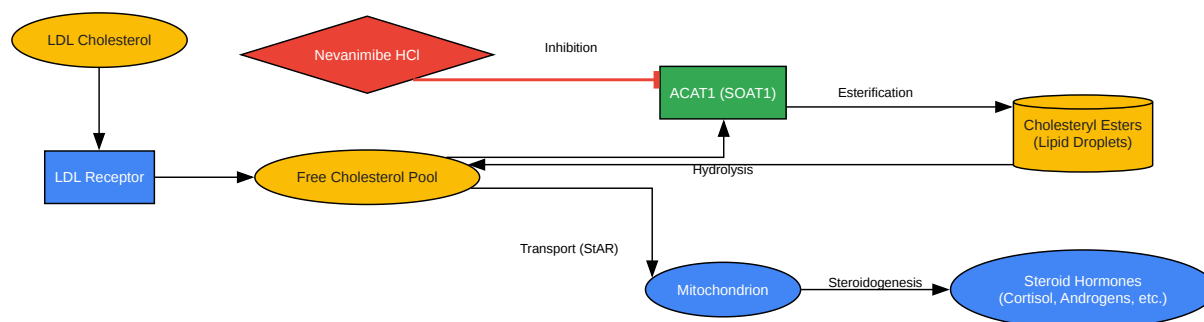 LDL Cholesterol
Nevanimibe HCl
Inhibition
ACAT1 (SOAT1)
Esterification
Cholesteryl Esters
(Lipid Droplets)
LDL Receptor
Free Cholesterol Pool
Hydrolysis
Transport (StAR)
Mitochondrion
Steroidogenesis
Steroid Hormones
(Cortisol, Androgens, etc.)